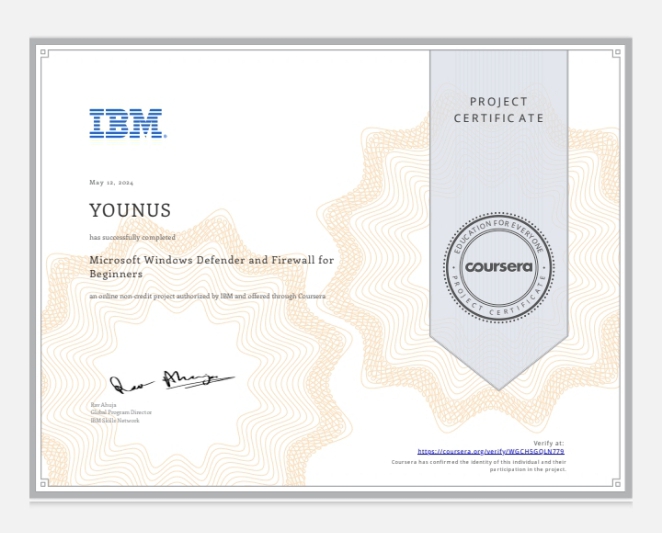 PROJECT
CERTIFICATE
IBM
May 12, 2024
YOUNUS
has successfully completed
Microsoft Windows Defender and Firewall for
Beginners
an online non-credit project authorized by IBM and offered through Coursera
EDUCATION FOR EVERYONE
coursera
PROJECT CERTIFICATE
Rav Ahuja
Global Program Director
IBM Skills Network
Verify at:
https://coursera.org/verify/WGCH5GQLN779
Coursera has confirmed the identity of this individual and their
participation in the project.